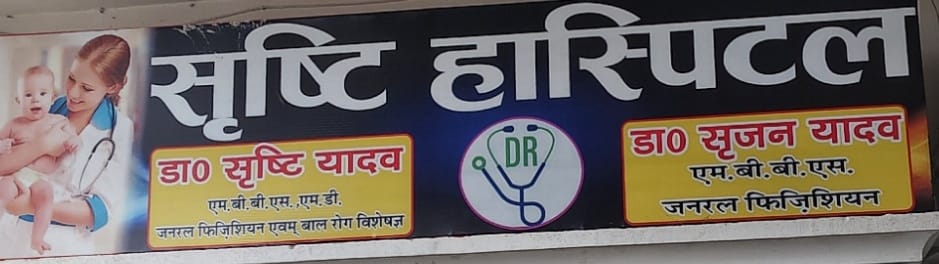 सृष्टि हास्पिटल
डा0 सृष्टि यादव
एम.बी.बी.एस.,एम.डी.
जनरल फिज़िशियन एवम् बाल रोग विशेषज्ञ
DR
डा0 सृजन यादव
एम.बी.बी.एस.
जनरल फिज़िशियन